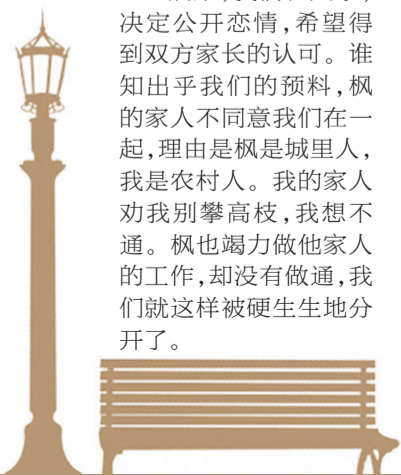 决定公开恋情,希望得
到双方家长的认可。谁
知出乎我们的预料,枫
的家人不同意我们在一
起,理由是枫是城里人,
我是农村人。我的家人
劝我别攀高枝,我想不
通。枫也竭力做他家人
的工作,却没有做通,我
们就这样被硬生生地分
开了。